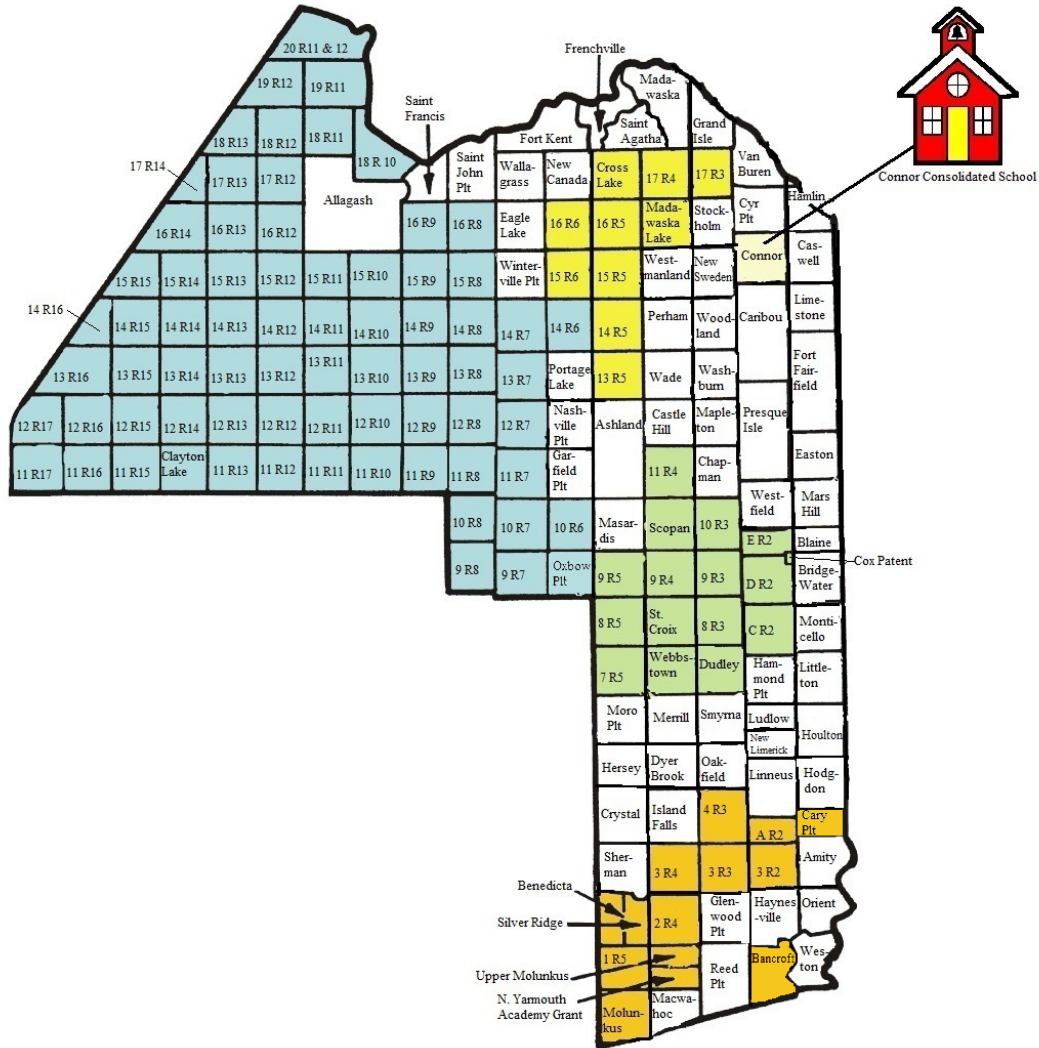 20 R11 & 12
Frenchville
19 R12
19 R11
Mada-
waska
Saint
Francis
Saint
Agatha
Grand
Isle
Fort Kent
18 R13
18 R12
18 R11
18 R 10
17 R14
17 R13
17 R12
Allagash
Saint
John
Plt
Walla-
grass
New
Canada
Cross
Lake
17 R4
17 R3
Van
Buren
Connor Consolidated School
Hamlin
16 R14
16 R13
16 R12
16 R9
16 R8
Eagle
Lake
16 R6
16 R5
Mada-
waska
Lake
Stock-
holm
Cyr
Plt
15 R15
15 R14
15 R13
15 R12
15 R11
15 R10
15 R9
15 R8
Winter-
ville Plt
15 R6
15 R5
West-
manland
New
Sweden
Connor
Cas-
well
14 R16
14 R15
14 R14
14 R13
14 R12
14 R11
14 R10
14 R9
14 R8
14 R7
14 R6
14 R5
Perham
Wood-
land
Caribou
Lime-
stone
13 R16
13 R15
13 R14
13 R13
13 R12
13 R11
13 R10
13 R9
13 R8
13 R7
Portage
Lake
13 R5
Wade
Wash-
burn
Fort
Fair-
field
12 R17
12 R16
12 R15
12 R14
12 R13
12 R12
12 R11
12 R10
12 R9
12 R8
12 R7
Nash-
ville
Plt
Ashland
Castle
Hill
Maple-
ton
Presque
Isle
11 R17
11 R16
11 R15
Clayton
Lake
11 R13
11 R12
11 R11
11 R10
11 R9
11 R8
11 R7
Gar-
field
Plt
11 R4
Chap-
man
Easton
10 R8
10 R7
10 R6
Masar-
dis
Scopan
10 R3
West-
field
Mars
Hill
E R2
Blaine
Cox Patent
9 R8
9 R7
Oxbow
Plt
9 R5
9 R4
9 R3
D R2
Bridge-
Water
8 R5
St.
Croix
8 R3
C R2
Monti-
cello
7 R5
Webbs-
town
Dudley
Ham-
mond
Plt
Little-
ton
Moro
Plt
Merrill
Smyrna
Ludlow
New
Limerick
Houlton
Hersey
Dyer
Brook
Oak-
field
Linneus
Hodg-
don
Crystal
Island
Falls
4 R3
A R2
Cary
Plt
Sher-
man
3 R4
3 R3
3 R2
Amity
Benedicta
Silver Ridge
2 R4
Glen-
wood
Plt
Haynes
-ville
Orient
1 R5
Upper Molunkus
N. Yarmouth
Academy Grant
Reed
Plt
Bancroft
Wes-
ton
Molun-
kus
Macwa-
hoc